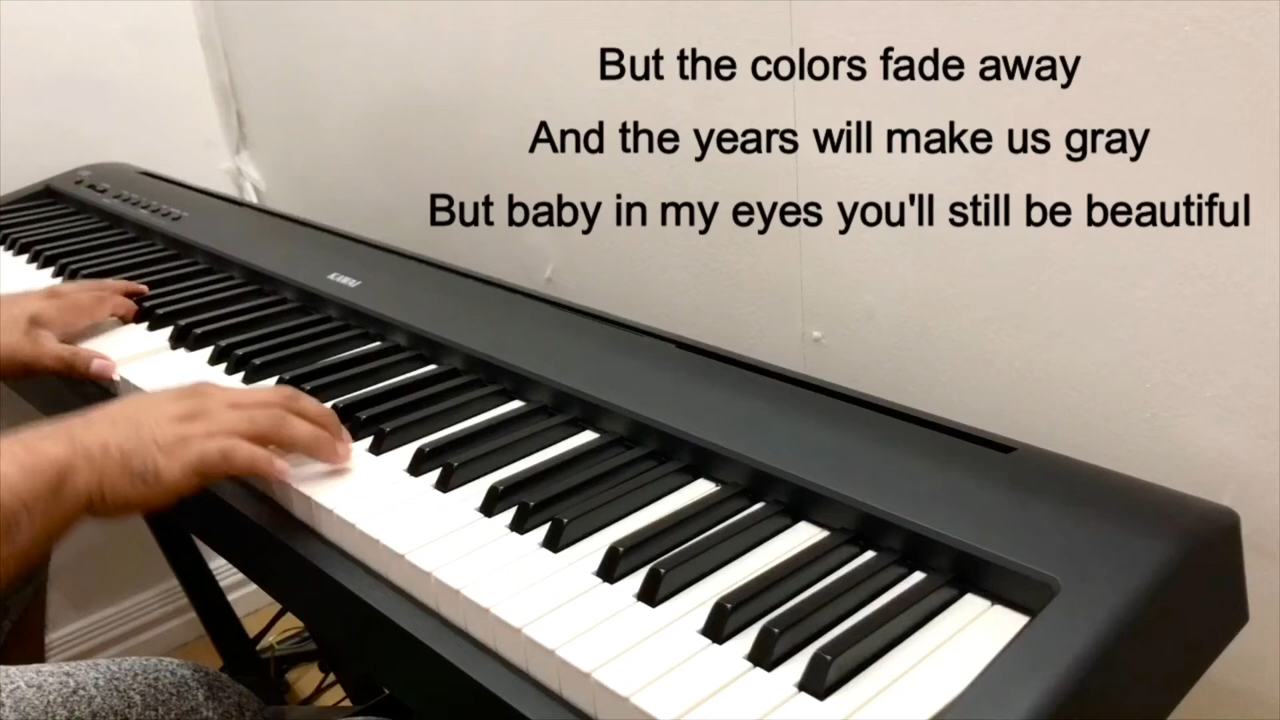 But the colors fade away
And the years will make us gray
But baby in my eyes you'll still be beautiful
KAWAI